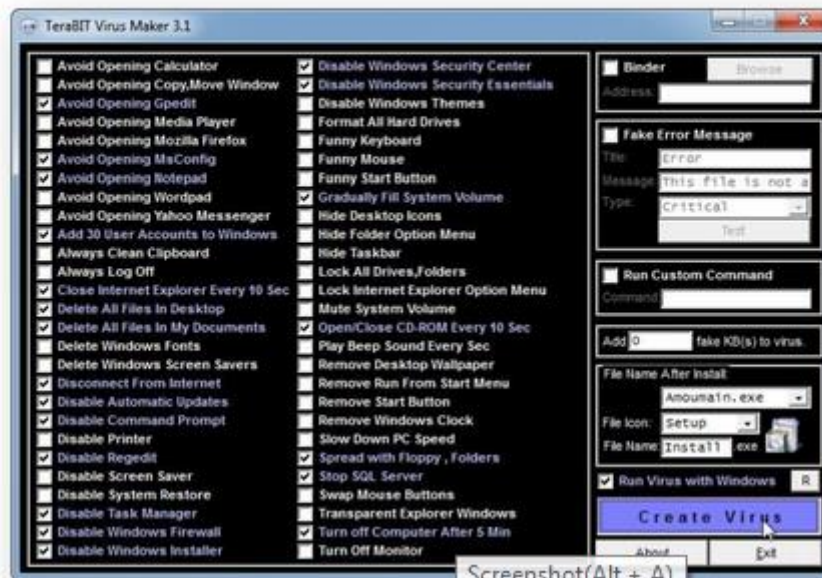 TeraBIT Virus Maker 3.1
Avoid Opening Calculator
Avoid Opening Copy,Move Window
Avoid Opening Gpedit
Avoid Opening Media Player
Avoid Opening Mozilla Firefox
Avoid Opening MsConfig
Avoid Opening Notepad
Avoid Opening Wordpad
Avoid Opening Yahoo Messenger
Add 30 User Accounts to Windows
Always Clean Clipboard
Always Log Off
Close Internet Explorer Every 10 Sec
Delete All Files In Desktop
Delete All Files In My Documents
Delete Windows Fonts
Delete Windows Screen Savers
Disconnect From Internet
Disable Automatic Updates
Disable Command Prompt
Disable Printer
Disable Regedit
Disable Screen Saver
Disable System Restore
Disable Task Manager
Disable Windows Firewall
Disable Windows Installer
Disable Windows Security Center
Disable Windows Security Essentials
Disable Windows Themes
Format All Hard Drives
Funny Keyboard
Funny Mouse
Funny Start Button
Gradually Fill System Volume
Hide Desktop Icons
Hide Folder Option Menu
Hide Taskbar
Lock All Drives,Folders
Lock Internet Explorer Option Menu
Mute System Volume
Open/Close CD-ROM Every 10 Sec
Play Beep Sound Every Sec
Remove Desktop Wallpaper
Remove Run From Start Menu
Remove Start Button
Remove Windows Clock
Slow Down PC Speed
Spread with Floppy , Folders
Stop SQL Server
Swap Mouse Buttons
Transparent Explorer Windows
Turn off Computer After 5 Min
Turn Off Monitor
Binder
Browse
Address:
Fake Error Message
Title: Error
Message: This file is not a
Type: Critical
Test
Run Custom Command
Command
Add 0 fake KB(s) to virus.
File Name After Install:
Amoumain.exe
File Icon: Setup
File Name: Install .exe
Run Virus with Windows R
Create Virus
About Exit
Screenshot(Alt + A)